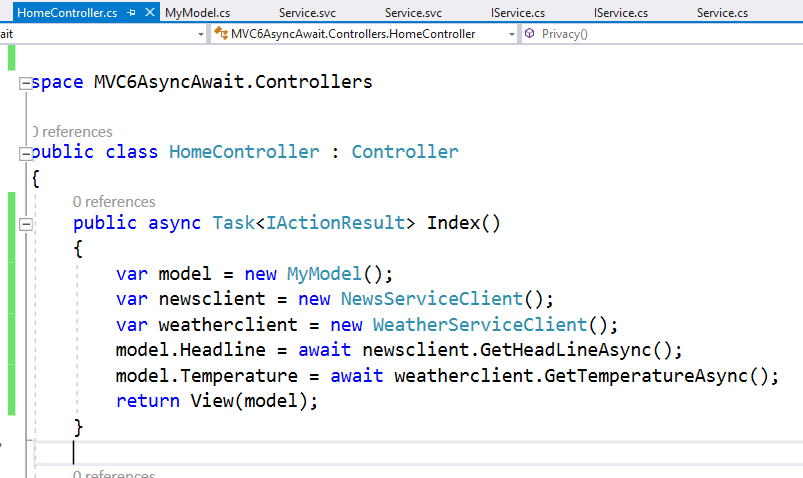 HomeController.cs MyModel.cs Service.svc Service.svc IService.cs IService.cs Service.cs
ait MVC6AsyncAwait.Controllers.HomeController Privacy()
space MVC6AsyncAwait.Controllers
0 references
public class HomeController : Controller
{
0 references
public async Task<IActionResult> Index()
{
var model = new MyModel();
var newsclient = new NewsServiceClient();
var weatherclient = new WeatherServiceClient();
model.Headline = await newsclient.GetHeadLineAsync();
model.Temperature = await weatherclient.GetTemperatureAsync();
return View(model);
}
0 references